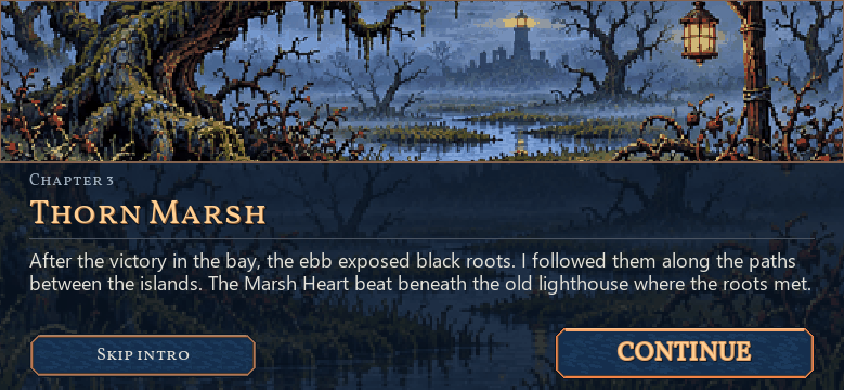 Chapter 3
Thorn Marsh
After the victory in the bay, the ebb exposed black roots. I followed them along the paths
between the islands. The Marsh Heart beat beneath the old lighthouse where the roots met.
Skip intro
CONTINUE